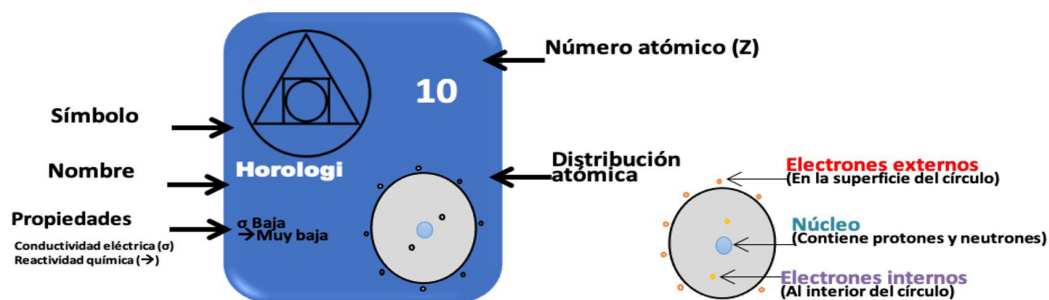 Número atómico (Z)
10
Símbolo
Horologi
Nombre
Distribución
atómica
Propiedades
Conductividad eléctrica (σ)
Reactividad química (→)
σ Baja
→Muy baja
Electrones externos
(En la superficie del círculo)
Núcleo
(Contiene protones y neutrones)
Electrones internos
(Al interior del círculo)